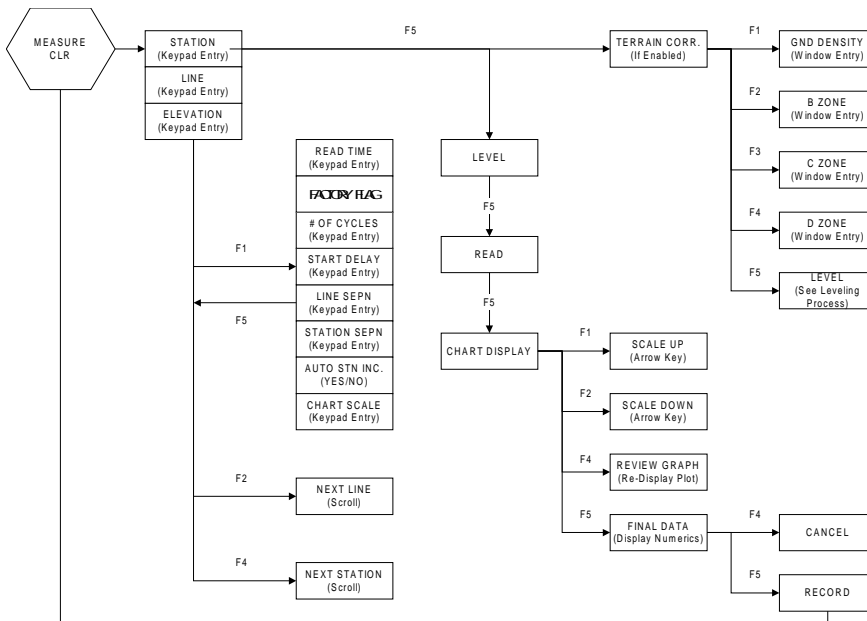 MEASURE
CLR
STATION
(Keypad Entry)
LINE
(Keypad Entry)
ELEVATION
(Keypad Entry)
F5
TERRAIN CORR.
(If Enabled)
F1
GND DENSITY
(Window Entry)
F2
B ZONE
(Window Entry)
F3
C ZONE
(Window Entry)
F4
D ZONE
(Window Entry)
F5
LEVEL
(See Leveling
Process)
READ TIME
(Keypad Entry)
FACTORY FLAG
# OF CYCLES
(Keypad Entry)
START DELAY
(Keypad Entry)
LINE SEPN
(Keypad Entry)
STATION SEPN
(Keypad Entry)
AUTO STN INC.
(YES/NO)
CHART SCALE
(Keypad Entry)
F1
F5
F2
NEXT LINE
(Scroll)
F4
NEXT STATION
(Scroll)
LEVEL
F5
READ
F5
CHART DISPLAY
F1
SCALE UP
(Arrow Key)
F2
SCALE DOWN
(Arrow Key)
F4
REVIEW GRAPH
(Re-Display Plot)
F5
FINAL DATA
(Display Numerics)
F4
CANCEL
F5
RECORD